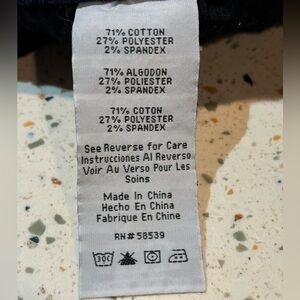 71% COTTON
27% POLYESTER
2% SPANDEX
71% ALGODON
27% POLIESTER
2% SPANDEX
71% COTON
27% POLYESTER
2% SPANDEX
See Reverse for Care
Instrucciones Al Reverso
Voir Au Verso Pour Les
Soins
Made In China
Hecho En China
Fabrique En Chine
RN# 58539
30C